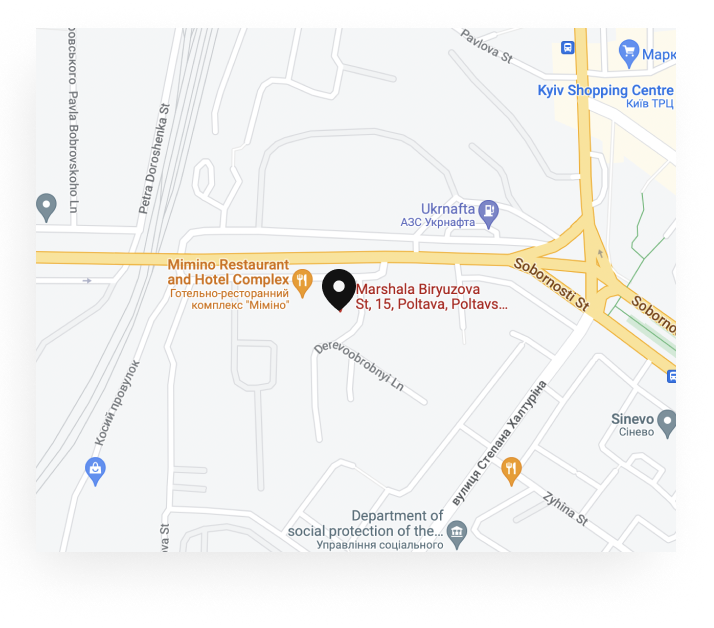 ровського
Pavla Bobrovskoho Ln
Petra Doroshenka St
Pavlova St
Марк
Kyiv Shopping Centre
Київ ТРЦ
Ukrnafta
АЗС Укрнафта
Mimino Restaurant
and Hotel Complex
Готельно-ресторанний
комплекс "Міміно"
Marshala Biryuzova
St, 15, Poltava, Poltavs...
Sobornosti St
Soborno
Derevoobrobnyi Ln
Косий провулок
вулиця Степана Халтуріна
Sinevo
Сінево
Zyhina St
Department of
social protection of the...
Управління соціального
va St